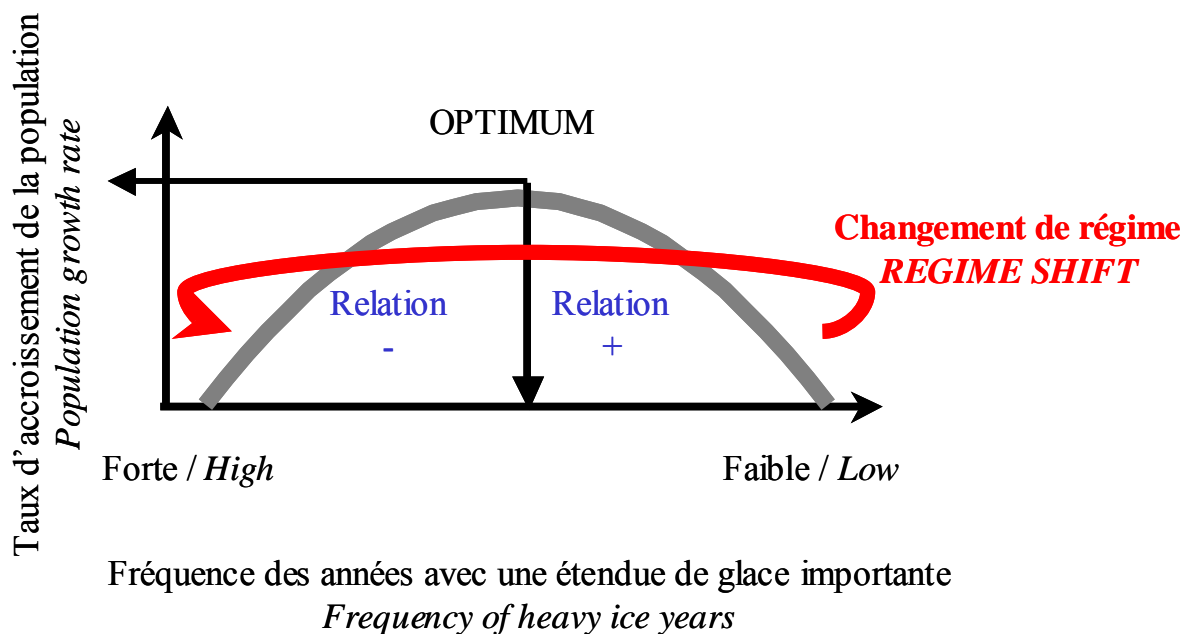 Taux d'accroissement de la population
Population growth rate
OPTIMUM
Changement de régime
REGIME SHIFT
Relation
-
Relation
+
Forte / High
Faible / Low
Fréquence des années avec une étendue de glace importante
Frequency of heavy ice years